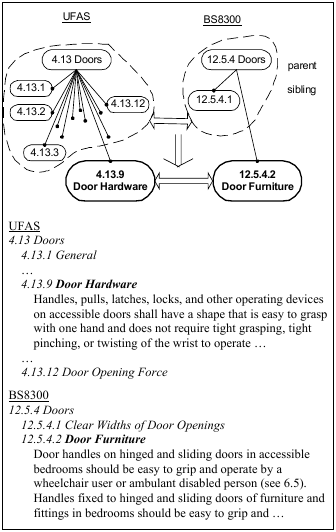 UFAS
BS8300
4.13 Doors
12.5.4 Doors
parent
4.13.1
sibling
4.13.2
4.13.12
12.5.4.1
4.13.3
4.13.9
Door Hardware
12.5.4.2
Door Furniture
UFAS
4.13 Doors
4.13.1 General
…
4.13.9 Door Hardware
Handles, pulls, latches, locks, and other operating devices
on accessible doors shall have a shape that is easy to grasp
with one hand and does not require tight grasping, tight
pinching, or twisting of the wrist to operate …
…
4.13.12 Door Opening Force
BS8300
12.5.4 Doors
12.5.4.1 Clear Widths of Door Openings
12.5.4.2 Door Furniture
Door handles on hinged and sliding doors in accessible
bedrooms should be easy to grip and operate by a
wheelchair user or ambulant disabled person (see 6.5).
Handles fixed to hinged and sliding doors of furniture and
fittings in bedrooms should be easy to grip and …